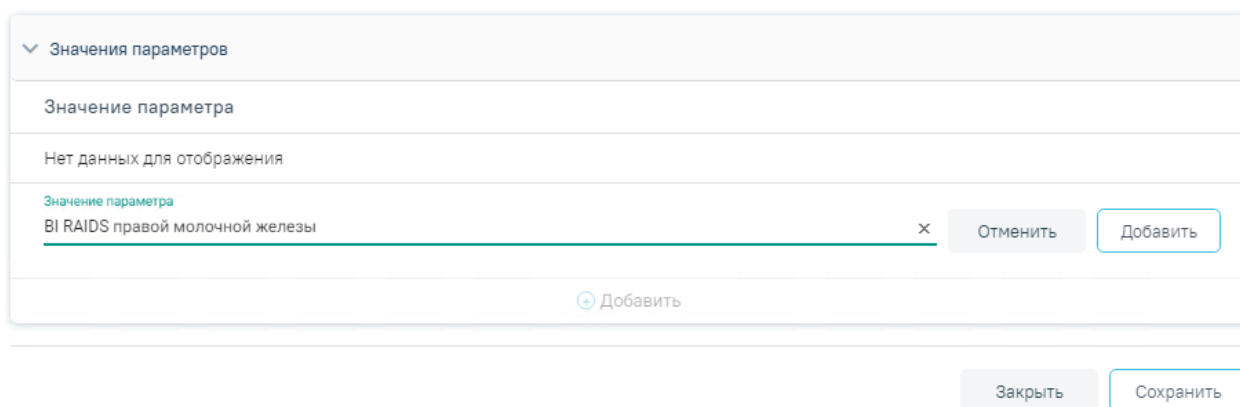 Значения параметров
Значение параметра
Нет данных для отображения
Значение параметра
BI RAIDS правой молочной железы
Отменить
Добавить
Добавить
Закрыть
Сохранить